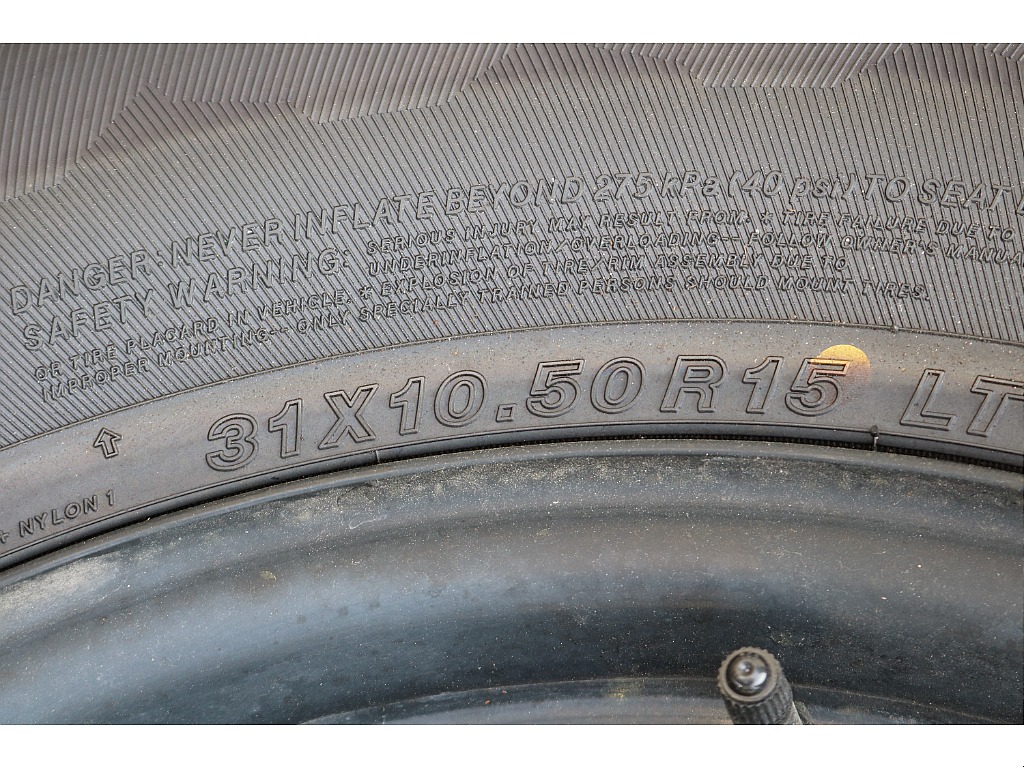 DANGER: NEVER INFLATE BEYOND 275 kPa (40 psi) TO SEAT
SAFETY WARNING: SERIOUS INJURY MAY RESULT FROM: * TIRE FAILURE DUE TO
UNDERINFLATION/OVERLOADING-- FOLLOW OWNER'S MANUAL
OR TIRE PLACARD IN VEHICLE. * EXPLOSION OF TIRE/RIM ASSEMBLY DUE TO
IMPROPER MOUNTING-- ONLY SPECIALLY TRAINED PERSONS SHOULD MOUNT TIRES.
31X10.50R15 LT
+ NYLON 1